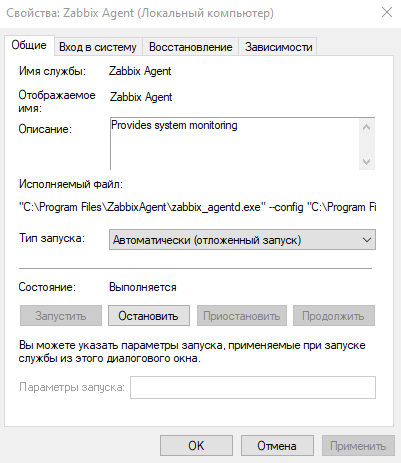 Свойства: Zabbix Agent (Локальный компьютер)
Общие Вход в систему Восстановление Зависимости
Имя службы: Zabbix Agent
Отображаемое имя: Zabbix Agent
Описание: Provides system monitoring
Исполняемый файл:
"C:\Program Files\ZabbixAgent\zabbix_agentd.exe" --config "C:\Program Fi
Тип запуска: Автоматически (отложенный запуск)
Состояние: Выполняется
Запустить Остановить Приостановить Продолжить
Вы можете указать параметры запуска, применяемые при запуске
службы из этого диалогового окна.
Параметры запуска:
OK Отмена Применить